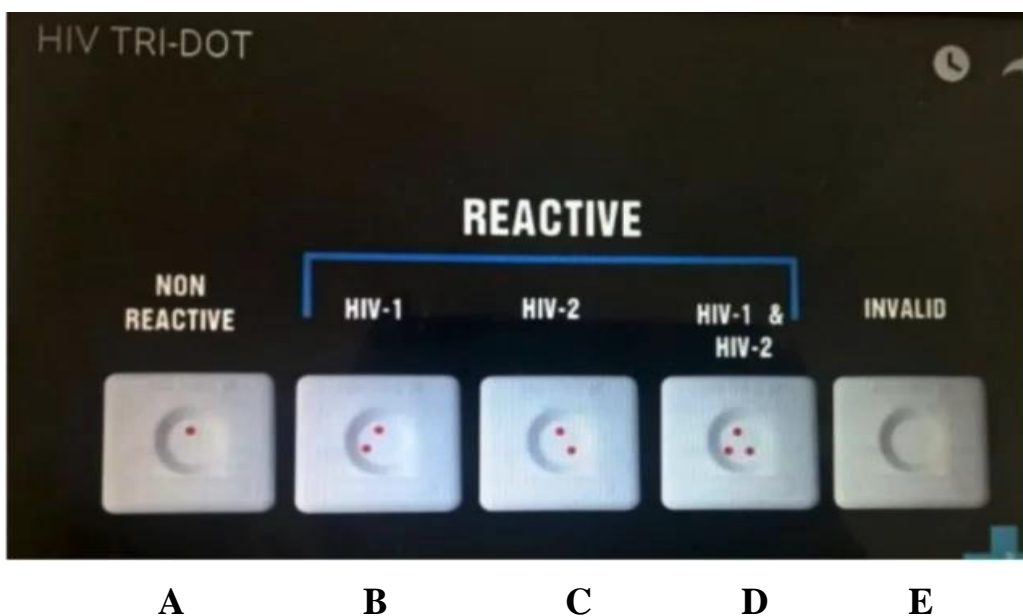 HIV TRI-DOT
REACTIVE
NON
REACTIVE
HIV-1
HIV-2
HIV-1 &
HIV-2
INVALID
A B C D E